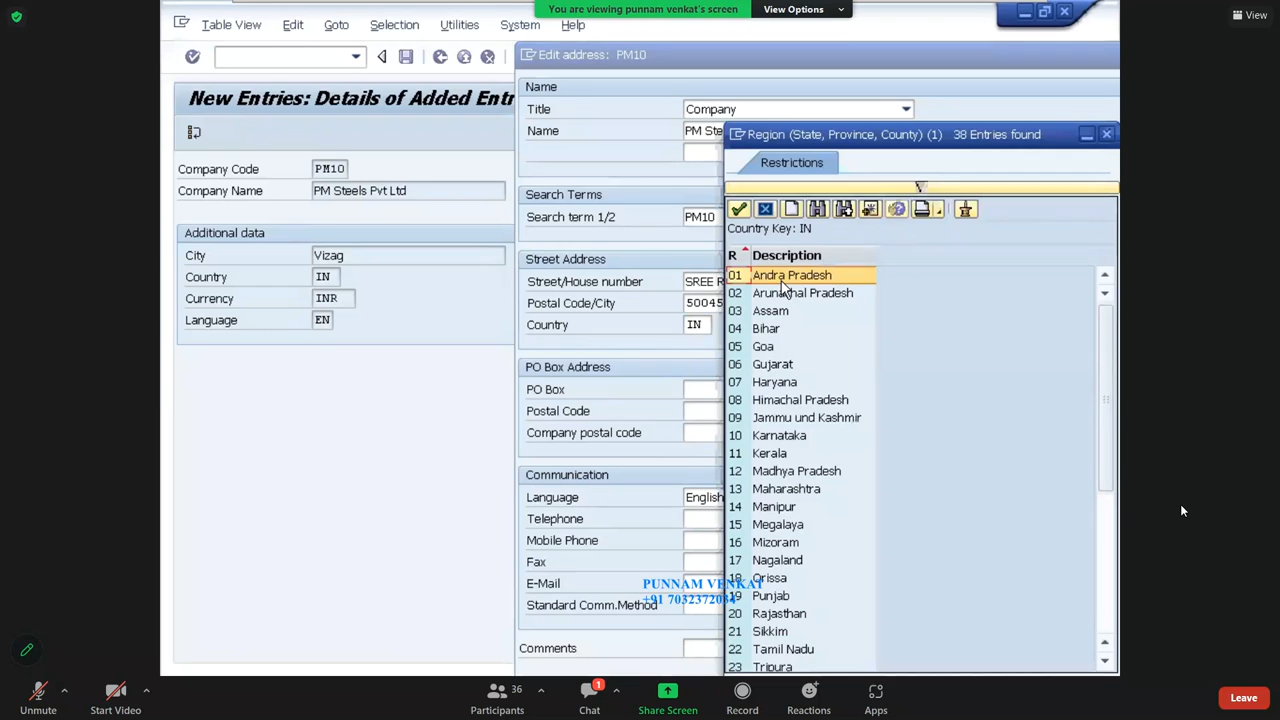 You are viewing punnam venkat's screen
View Options
View
Table View
Edit
Goto
Selection
Utilities
System
Help
Edit address: PM10
New Entries: Details of Added Entr
Name
Title
Company
Name
PM Ste
Company Code
PM10
Company Name
PM Steels Pvt Ltd
Additional data
City
Vizag
Country
IN
Currency
INR
Language
EN
Search Terms
Search term 1/2
PM10
Street Address
Street/House number
SREE R
Postal Code/City
50045
Country
IN
PO Box Address
PO Box
Postal Code
Company postal code
Communication
Language
English
Telephone
Mobile Phone
Fax
E-Mail
Standard Comm.Method
Comments
PUNNAM VENKAT
+91 7032372034
Region (State, Province, County) (1) 38 Entries found
Restrictions
Country Key: IN
R Description
01 Andra Pradesh
02 Arunachal Pradesh
03 Assam
04 Bihar
05 Goa
06 Gujarat
07 Haryana
08 Himachal Pradesh
09 Jammu und Kashmir
10 Karnataka
11 Kerala
12 Madhya Pradesh
13 Maharashtra
14 Manipur
15 Megalaya
16 Mizoram
17 Nagaland
18 Orissa
19 Punjab
20 Rajasthan
21 Sikkim
22 Tamil Nadu
23 Tripura
Unmute
Start Video
36
Participants
1
Chat
Share Screen
Record
Reactions
Apps
Leave